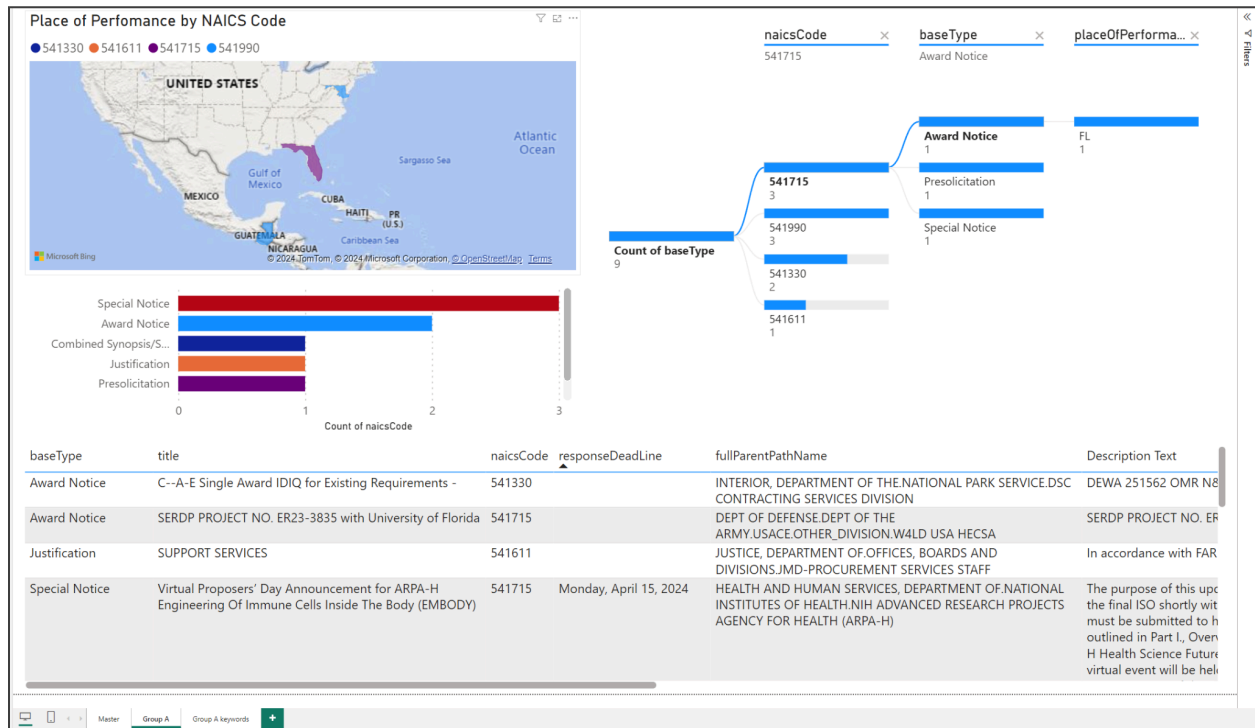 Place of Perfomance by NAICS Code
541330 541611 541715 541990
UNITED STATES
Atlantic
Ocean
Sargasso Sea
Gulf of
Mexico
MEXICO
CUBA
HAITI
PR
(U.S.)
GUATEMALA
Caribbean Sea
NICARAGUA
Microsoft Bing
© 2024 TomTom, © 2024 Microsoft Corporation, © OpenStreetMap Terms
Special Notice
Award Notice
Combined Synopsis/S...
Justification
Presolicitation
0 1 2 3
Count of naicsCode
naicsCode
541715
baseType
Award Notice
placeOfPerforma...
Count of baseType
9
541715
3
541990
3
541330
2
541611
1
Award Notice
1
Presolicitation
1
Special Notice
1
FL
1
Filters
baseType title naicsCode responseDeadLine fullParentPathName Description Text
Award Notice C--A-E Single Award IDIQ for Existing Requirements - 541330 INTERIOR, DEPARTMENT OF THE.NATIONAL PARK SERVICE.DSC DEWA 251562 OMR N8
CONTRACTING SERVICES DIVISION
Award Notice SERDP PROJECT NO. ER23-3835 with University of Florida 541715 DEPT OF DEFENSE.DEPT OF THE SERDP PROJECT NO. ER
ARMY.USACE.OTHER_DIVISION.W4LD USA HECSA
Justification SUPPORT SERVICES 541611 JUSTICE, DEPARTMENT OF.OFFICES, BOARDS AND In accordance with FAR
DIVISIONS.JMD-PROCUREMENT SERVICES STAFF
Special Notice Virtual Proposers' Day Announcement for ARPA-H 541715 Monday, April 15, 2024 HEALTH AND HUMAN SERVICES, DEPARTMENT OF.NATIONAL The purpose of this upd
Engineering Of Immune Cells Inside The Body (EMBODY) INSTITUTES OF HEALTH.NIH ADVANCED RESEARCH PROJECTS the final ISO shortly wit
AGENCY FOR HEALTH (ARPA-H) must be submitted to h
outlined in Part I., Overv
H Health Science Future
virtual event will be hel
Master Group A Group A keywords